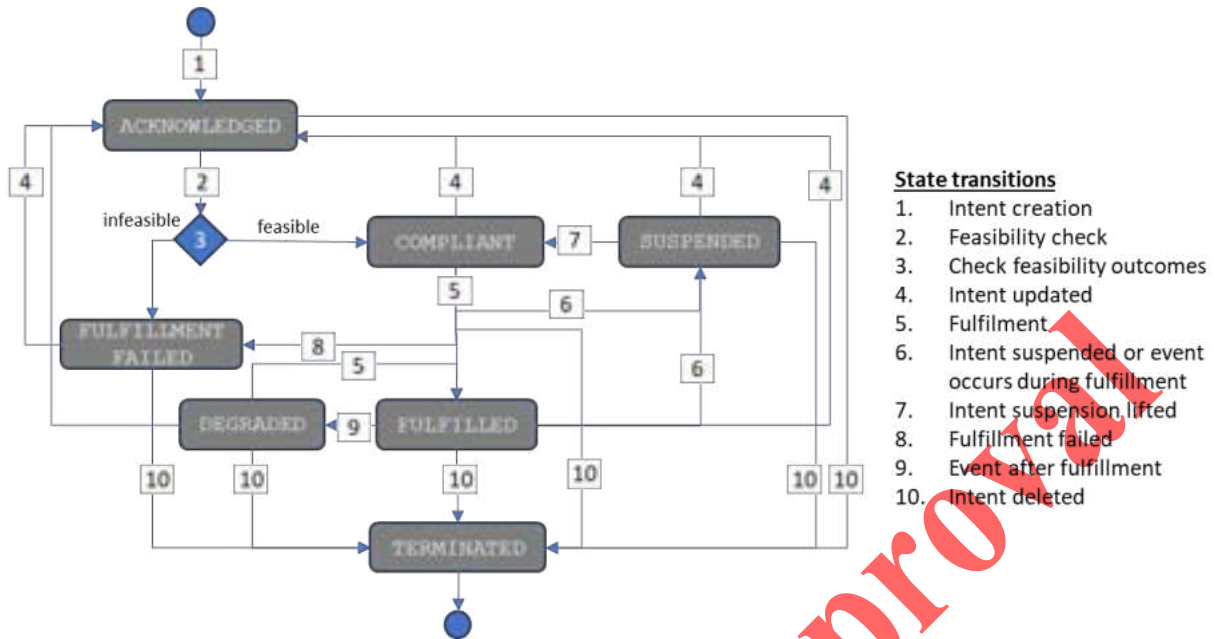 1
ACKNOWLEDGED
4
2
4
4
4
infeasible
3
feasible
COMPLIANT
7
SUSPENDED
5
6
FULFILLMENT
FAILED
8
5
6
DEGRADED
9
FULFILLED
10
10
10
10
10
10
TERMINATED
State transitions
1. Intent creation
2. Feasibility check
3. Check feasibility outcomes
4. Intent updated
5. Fulfilment
6. Intent suspended or event
occurs during fulfillment
7. Intent suspension lifted
8. Fulfillment failed
9. Event after fulfillment
10. Intent deleted
proval